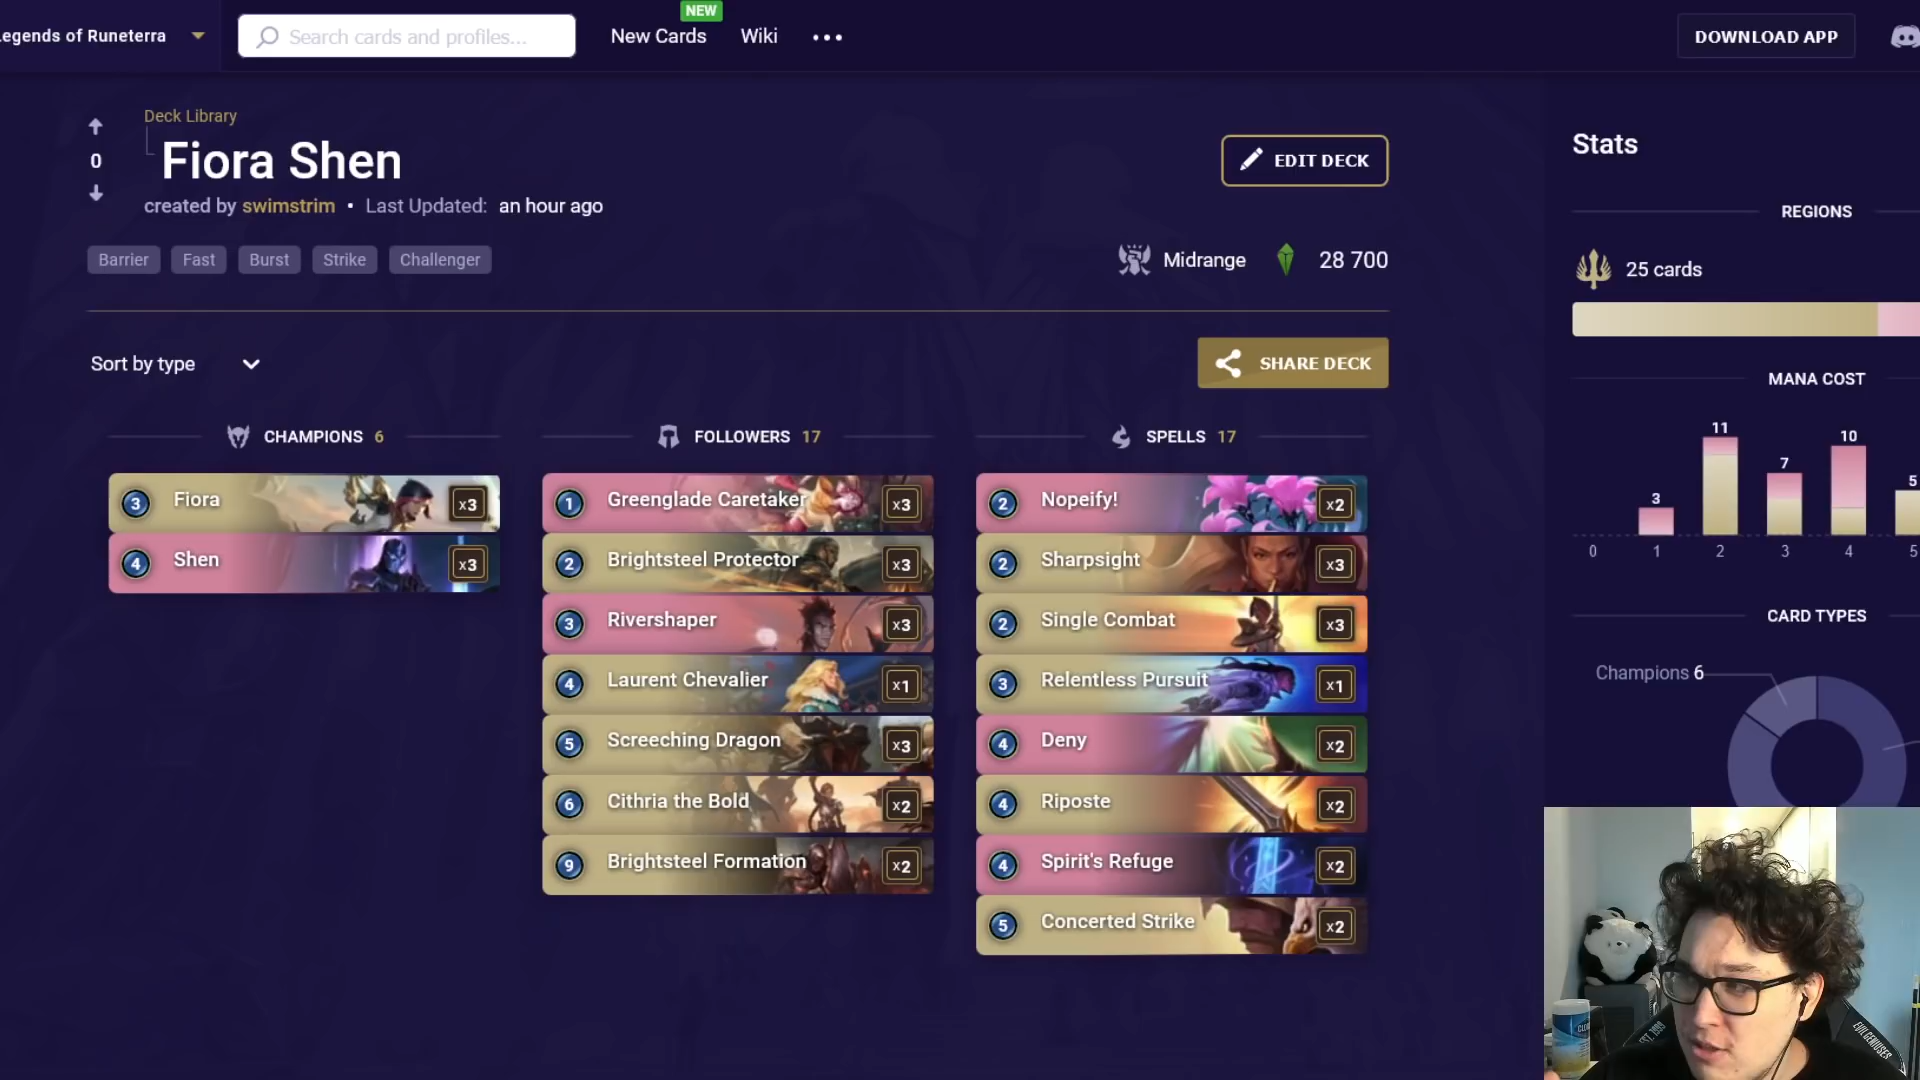 Legends of Runeterra
Search cards and profiles...
NEW
New Cards
Wiki
DOWNLOAD APP
Deck Library
0
Fiora Shen
created by swimstrim • Last Updated: an hour ago
EDIT DECK
Barrier
Fast
Burst
Strike
Challenger
Midrange
28 700
Sort by type
SHARE DECK
CHAMPIONS 6
3 Fiora x3
4 Shen x3
FOLLOWERS 17
1 Greenglade Caretaker x3
2 Brightsteel Protector x3
3 Rivershaper x3
4 Laurent Chevalier x1
5 Screeching Dragon x3
6 Cithria the Bold x2
9 Brightsteel Formation x2
SPELLS 17
2 Nopeify! x2
2 Sharpsight x3
2 Single Combat x3
3 Relentless Pursuit x1
4 Deny x2
4 Riposte x2
4 Spirit's Refuge x2
5 Concerted Strike x2
Stats
REGIONS
25 cards
MANA COST
3 11 7 10 5
0 1 2 3 4 5
CARD TYPES
Champions 6
EST. 1999
EVIL GENIUSES